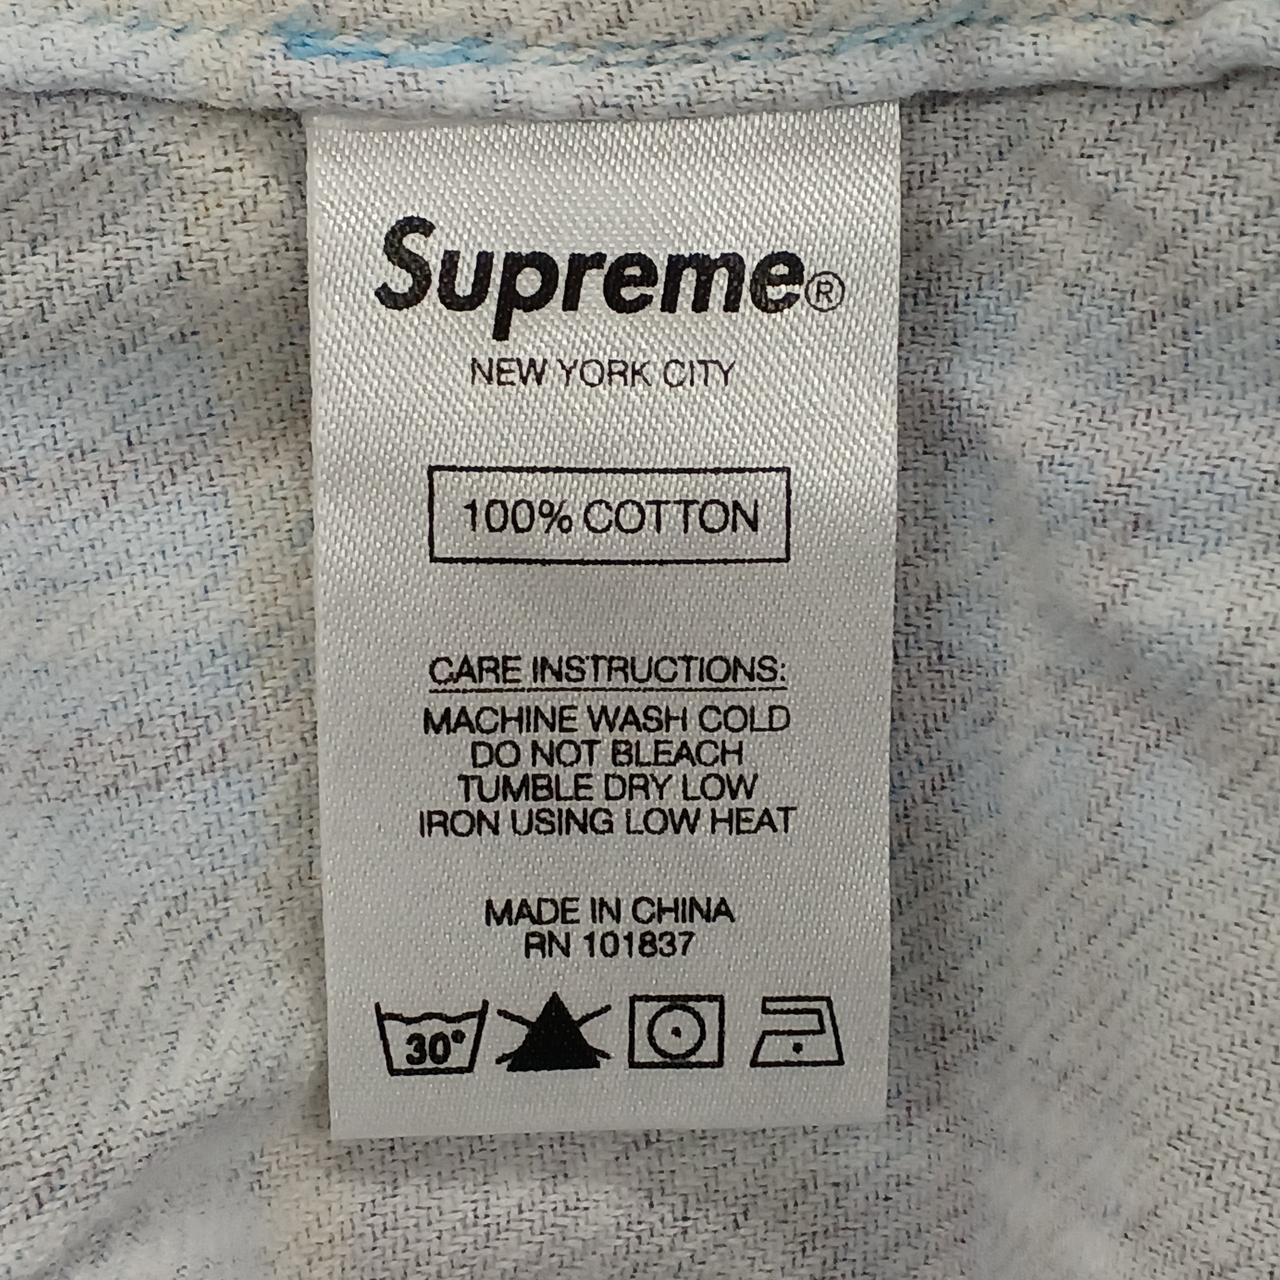 Supreme®
NEW YORK CITY
100% COTTON
CARE INSTRUCTIONS:
MACHINE WASH COLD
DO NOT BLEACH
TUMBLE DRY LOW
IRON USING LOW HEAT
MADE IN CHINA
RN 101837
30°